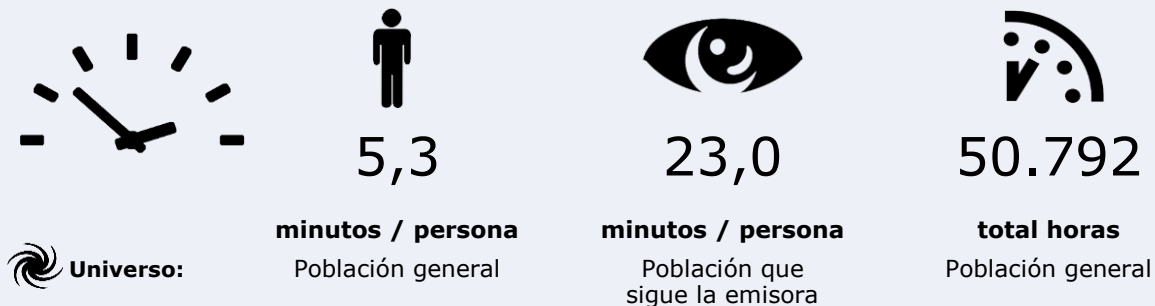 5,3
23,0
50.792
minutos / persona
minutos / persona
total horas
Universo:
Población general
Población que
sigue la emisora
Población general